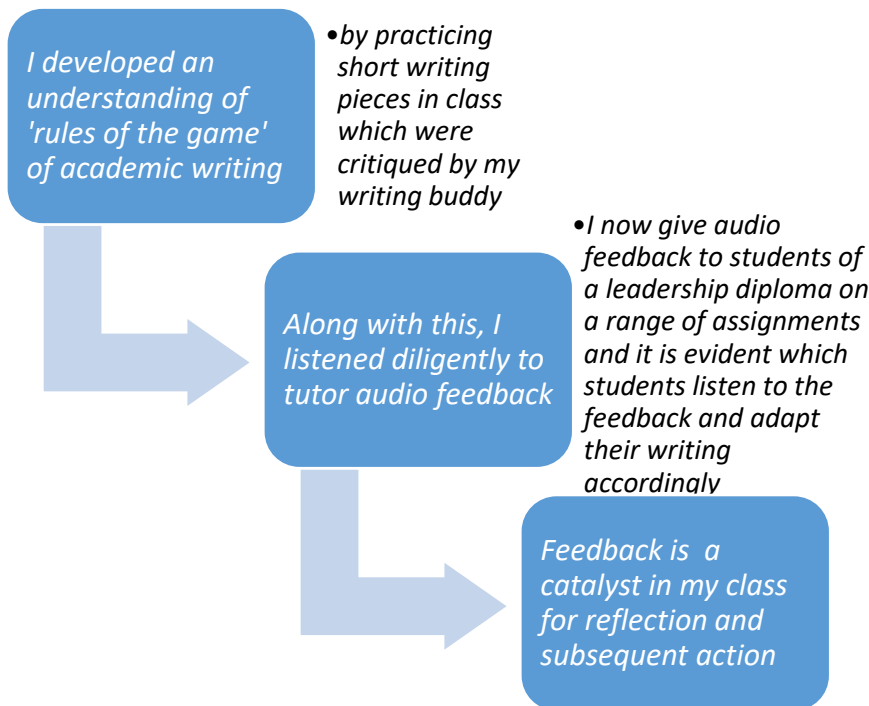 I developed an
understanding of
'rules of the game'
of academic writing
•by practicing
short writing
pieces in class
which were
critiqued by my
writing buddy
Along with this, I
listened diligently to
tutor audio feedback
•I now give audio
feedback to students of
a leadership diploma on
a range of assignments
and it is evident which
students listen to the
feedback and adapt
their writing
accordingly
Feedback is a
catalyst in my class
for reflection and
subsequent action